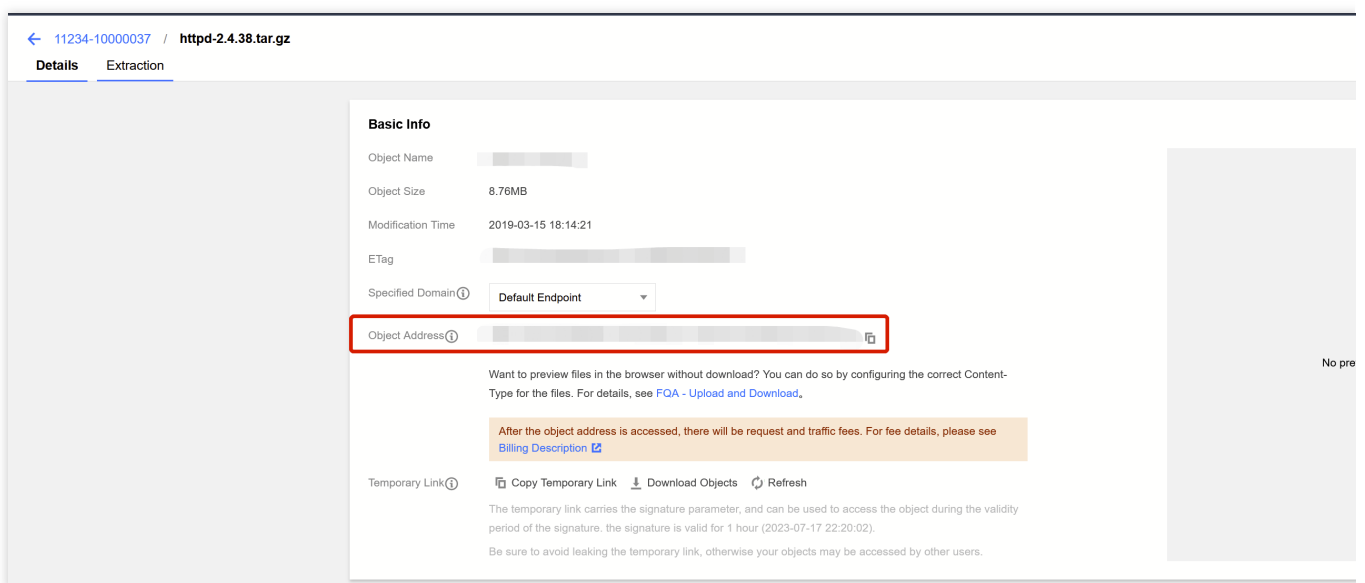 11234-10000037 / httpd-2.4.38.tar.gz
Details Extraction
Basic Info
Object Name
Object Size 8.76MB
Modification Time 2019-03-15 18:14:21
ETag
Specified Domain Default Endpoint
Object Address
Want to preview files in the browser without download? You can do so by configuring the correct Content-
Type for the files. For details, see FQA - Upload and Download。
No pre
After the object address is accessed, there will be request and traffic fees. For fee details, please see
Billing Description
Temporary Link Copy Temporary Link Download Objects Refresh
The temporary link carries the signature parameter, and can be used to access the object during the validity
period of the signature. the signature is valid for 1 hour (2023-07-17 22:20:02).
Be sure to avoid leaking the temporary link, otherwise your objects may be accessed by other users.